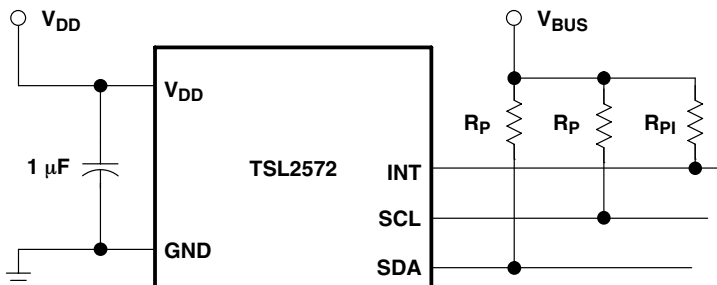 VDD
VBUS
VDD
RP
RP
RPI
1 μF
TSL2572
INT
SCL
GND
SDA